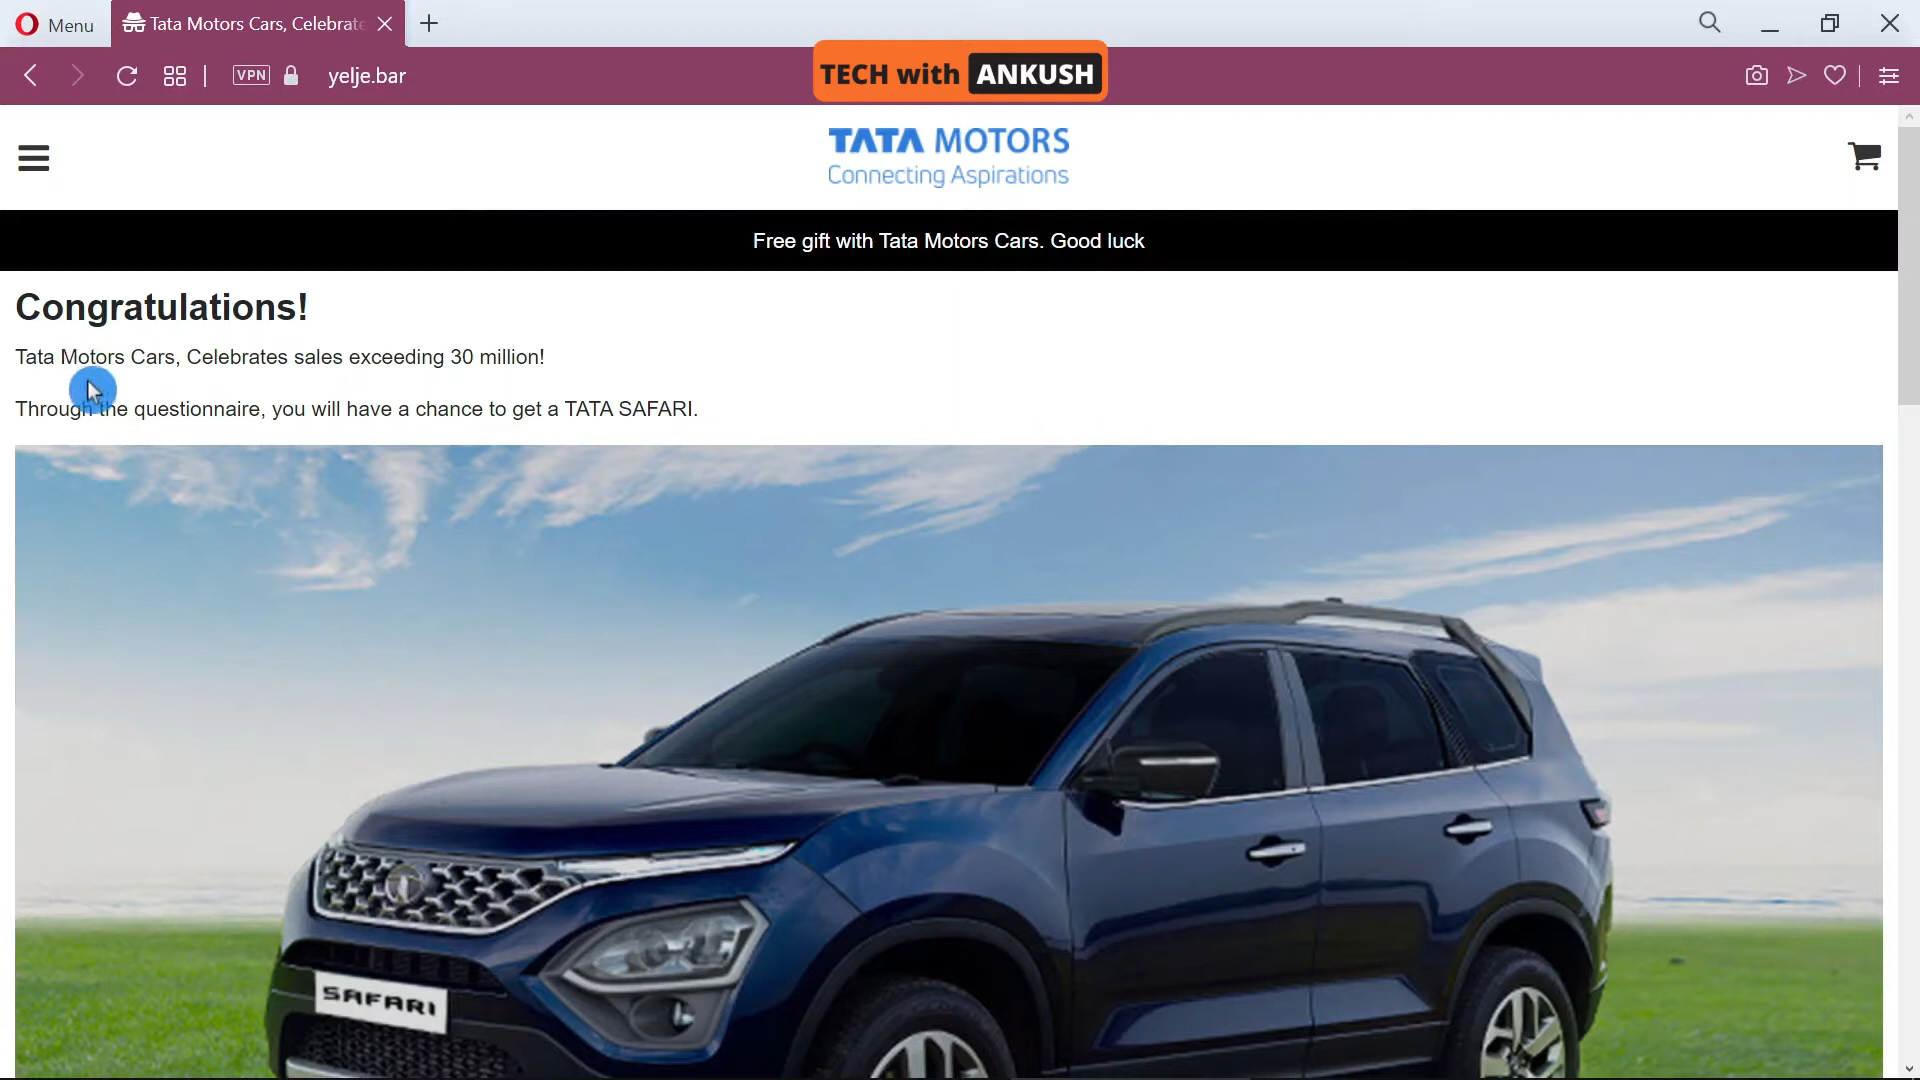 Menu
Tata Motors Cars, Celebrate
VPN
yelje.bar
TECH with ANKUSH
TATA MOTORS
Connecting Aspirations
Free gift with Tata Motors Cars. Good luck
Congratulations!
Tata Motors Cars, Celebrates sales exceeding 30 million!
Through the questionnaire, you will have a chance to get a TATA SAFARI.
SAFARI